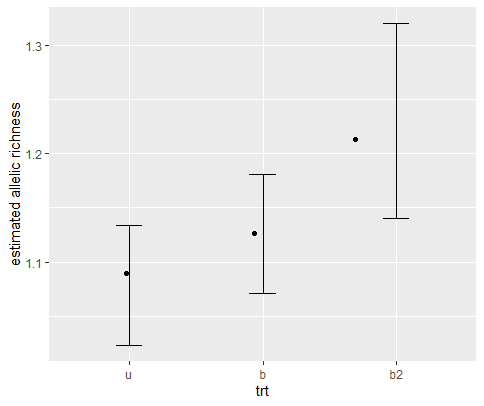 estimated allelic richness
1.3
1.2
1.1
u b b2
trt